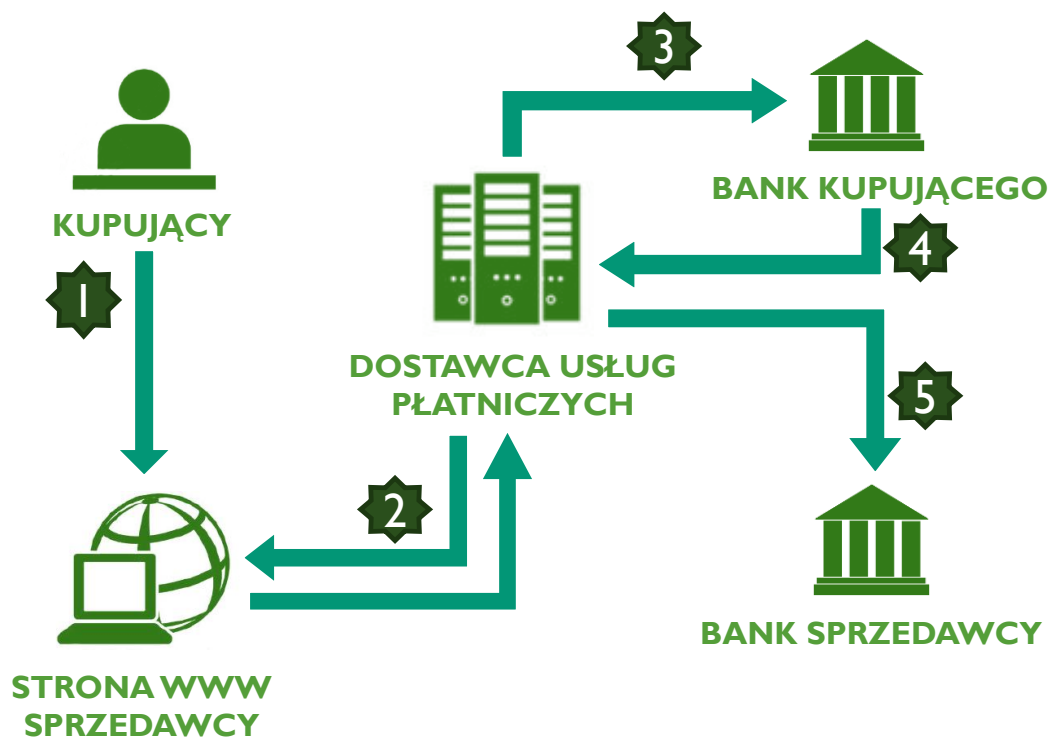 3
BANK KUPUJĄCEGO
KUPUJĄCY
4
1
DOSTAWCA USŁUG
PŁATNICZYCH
5
2
BANK SPRZEDAWCY
STRONA WWW
SPRZEDAWCY